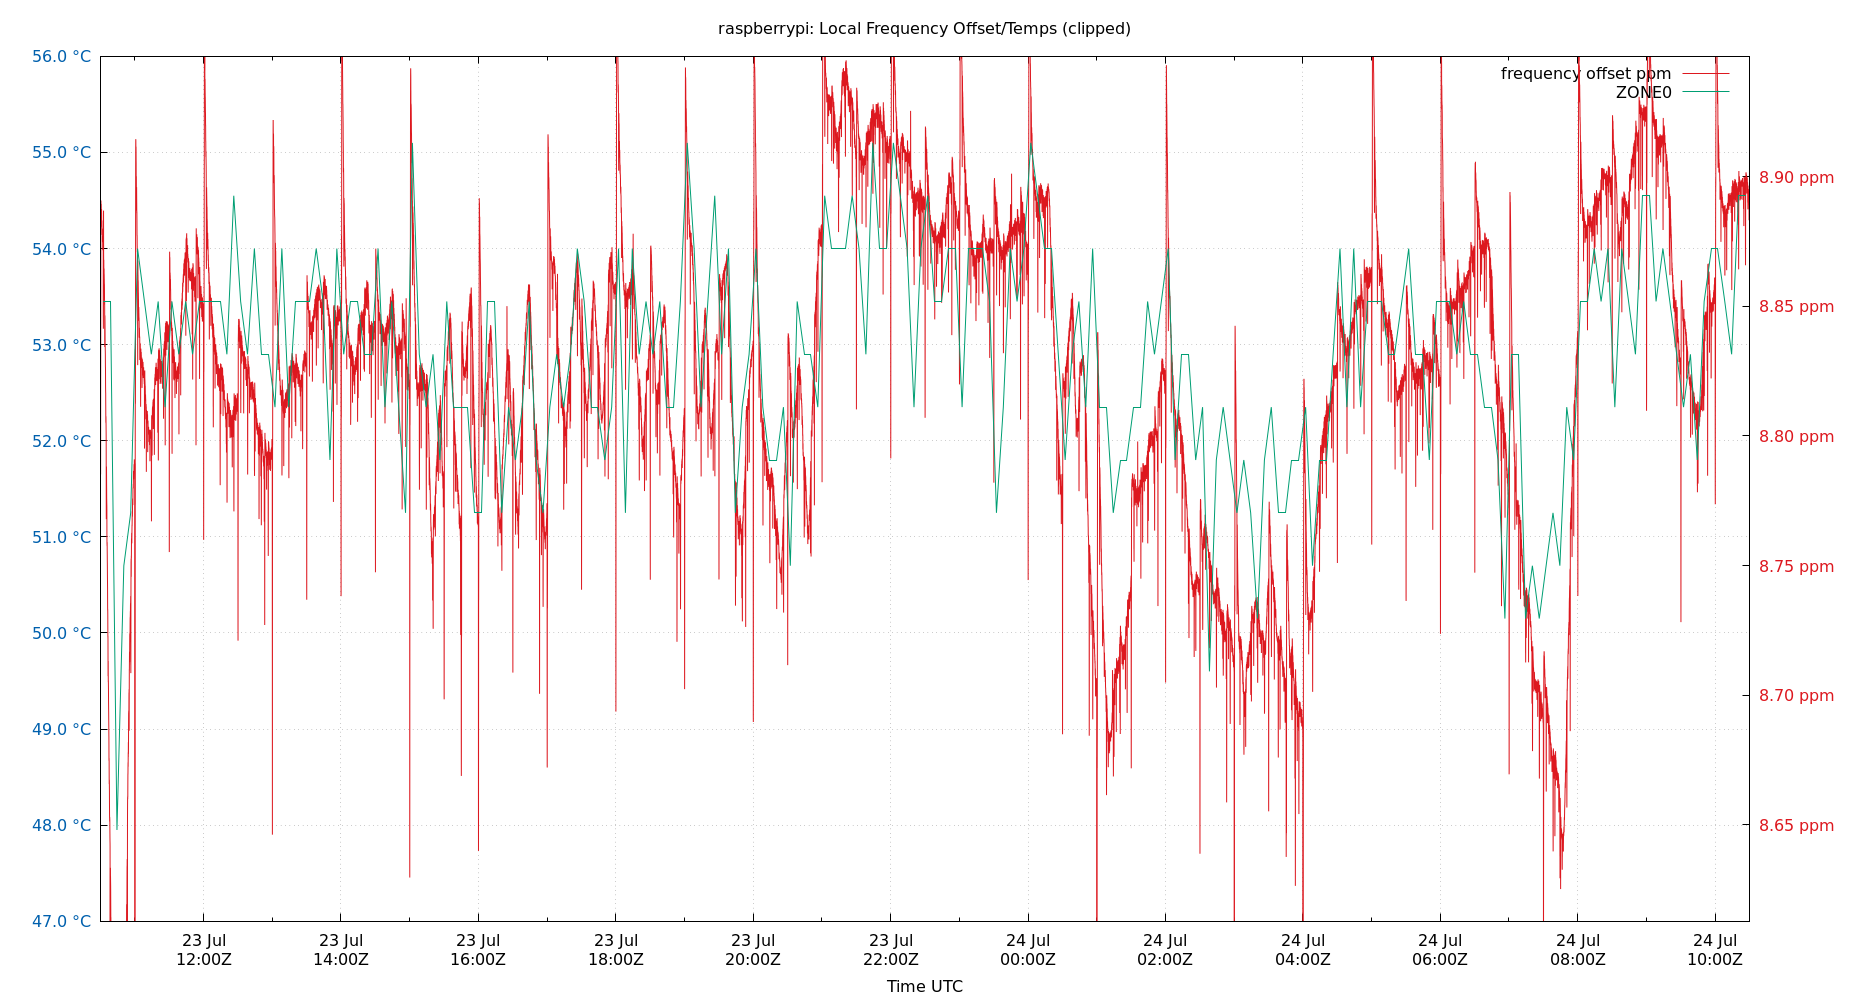 raspberrypi: Local Frequency Offset/Temps (clipped)
frequency offset ppm
ZONE0
56.0 °C
55.0 °C
54.0 °C
53.0 °C
52.0 °C
51.0 °C
50.0 °C
49.0 °C
48.0 °C
47.0 °C
8.90 ppm
8.85 ppm
8.80 ppm
8.75 ppm
8.70 ppm
8.65 ppm
23 Jul 23 Jul 23 Jul 23 Jul 23 Jul 23 Jul 24 Jul 24 Jul 24 Jul 24 Jul 24 Jul 24 Jul
12:00Z 14:00Z 16:00Z 18:00Z 20:00Z 22:00Z 00:00Z 02:00Z 04:00Z 06:00Z 08:00Z 10:00Z
Time UTC